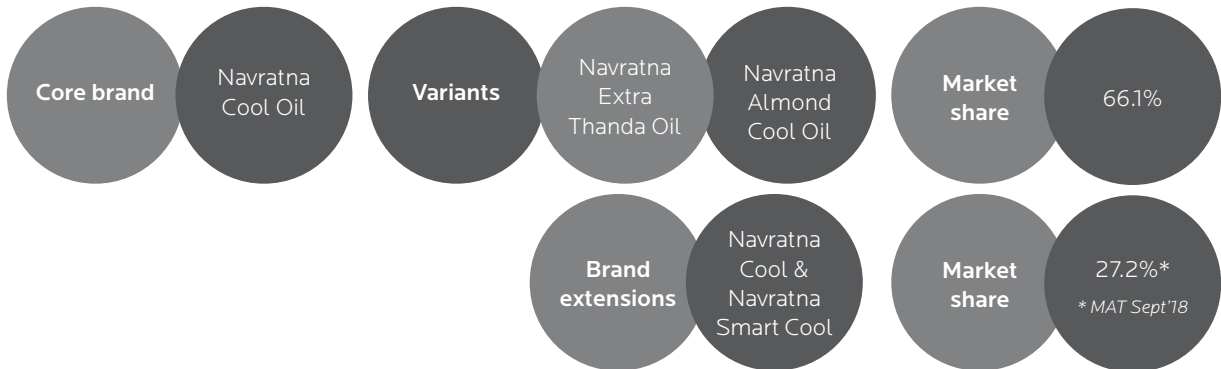 Core brand
Navratna
Cool Oil
Variants
Navratna
Extra
Thanda Oil
Navratna
Almond
Cool Oil
Market
share
66.1%
Brand
extensions
Navratna
Cool &
Navratna
Smart Cool
Market
share
27.2%*
* MAT Sept'18